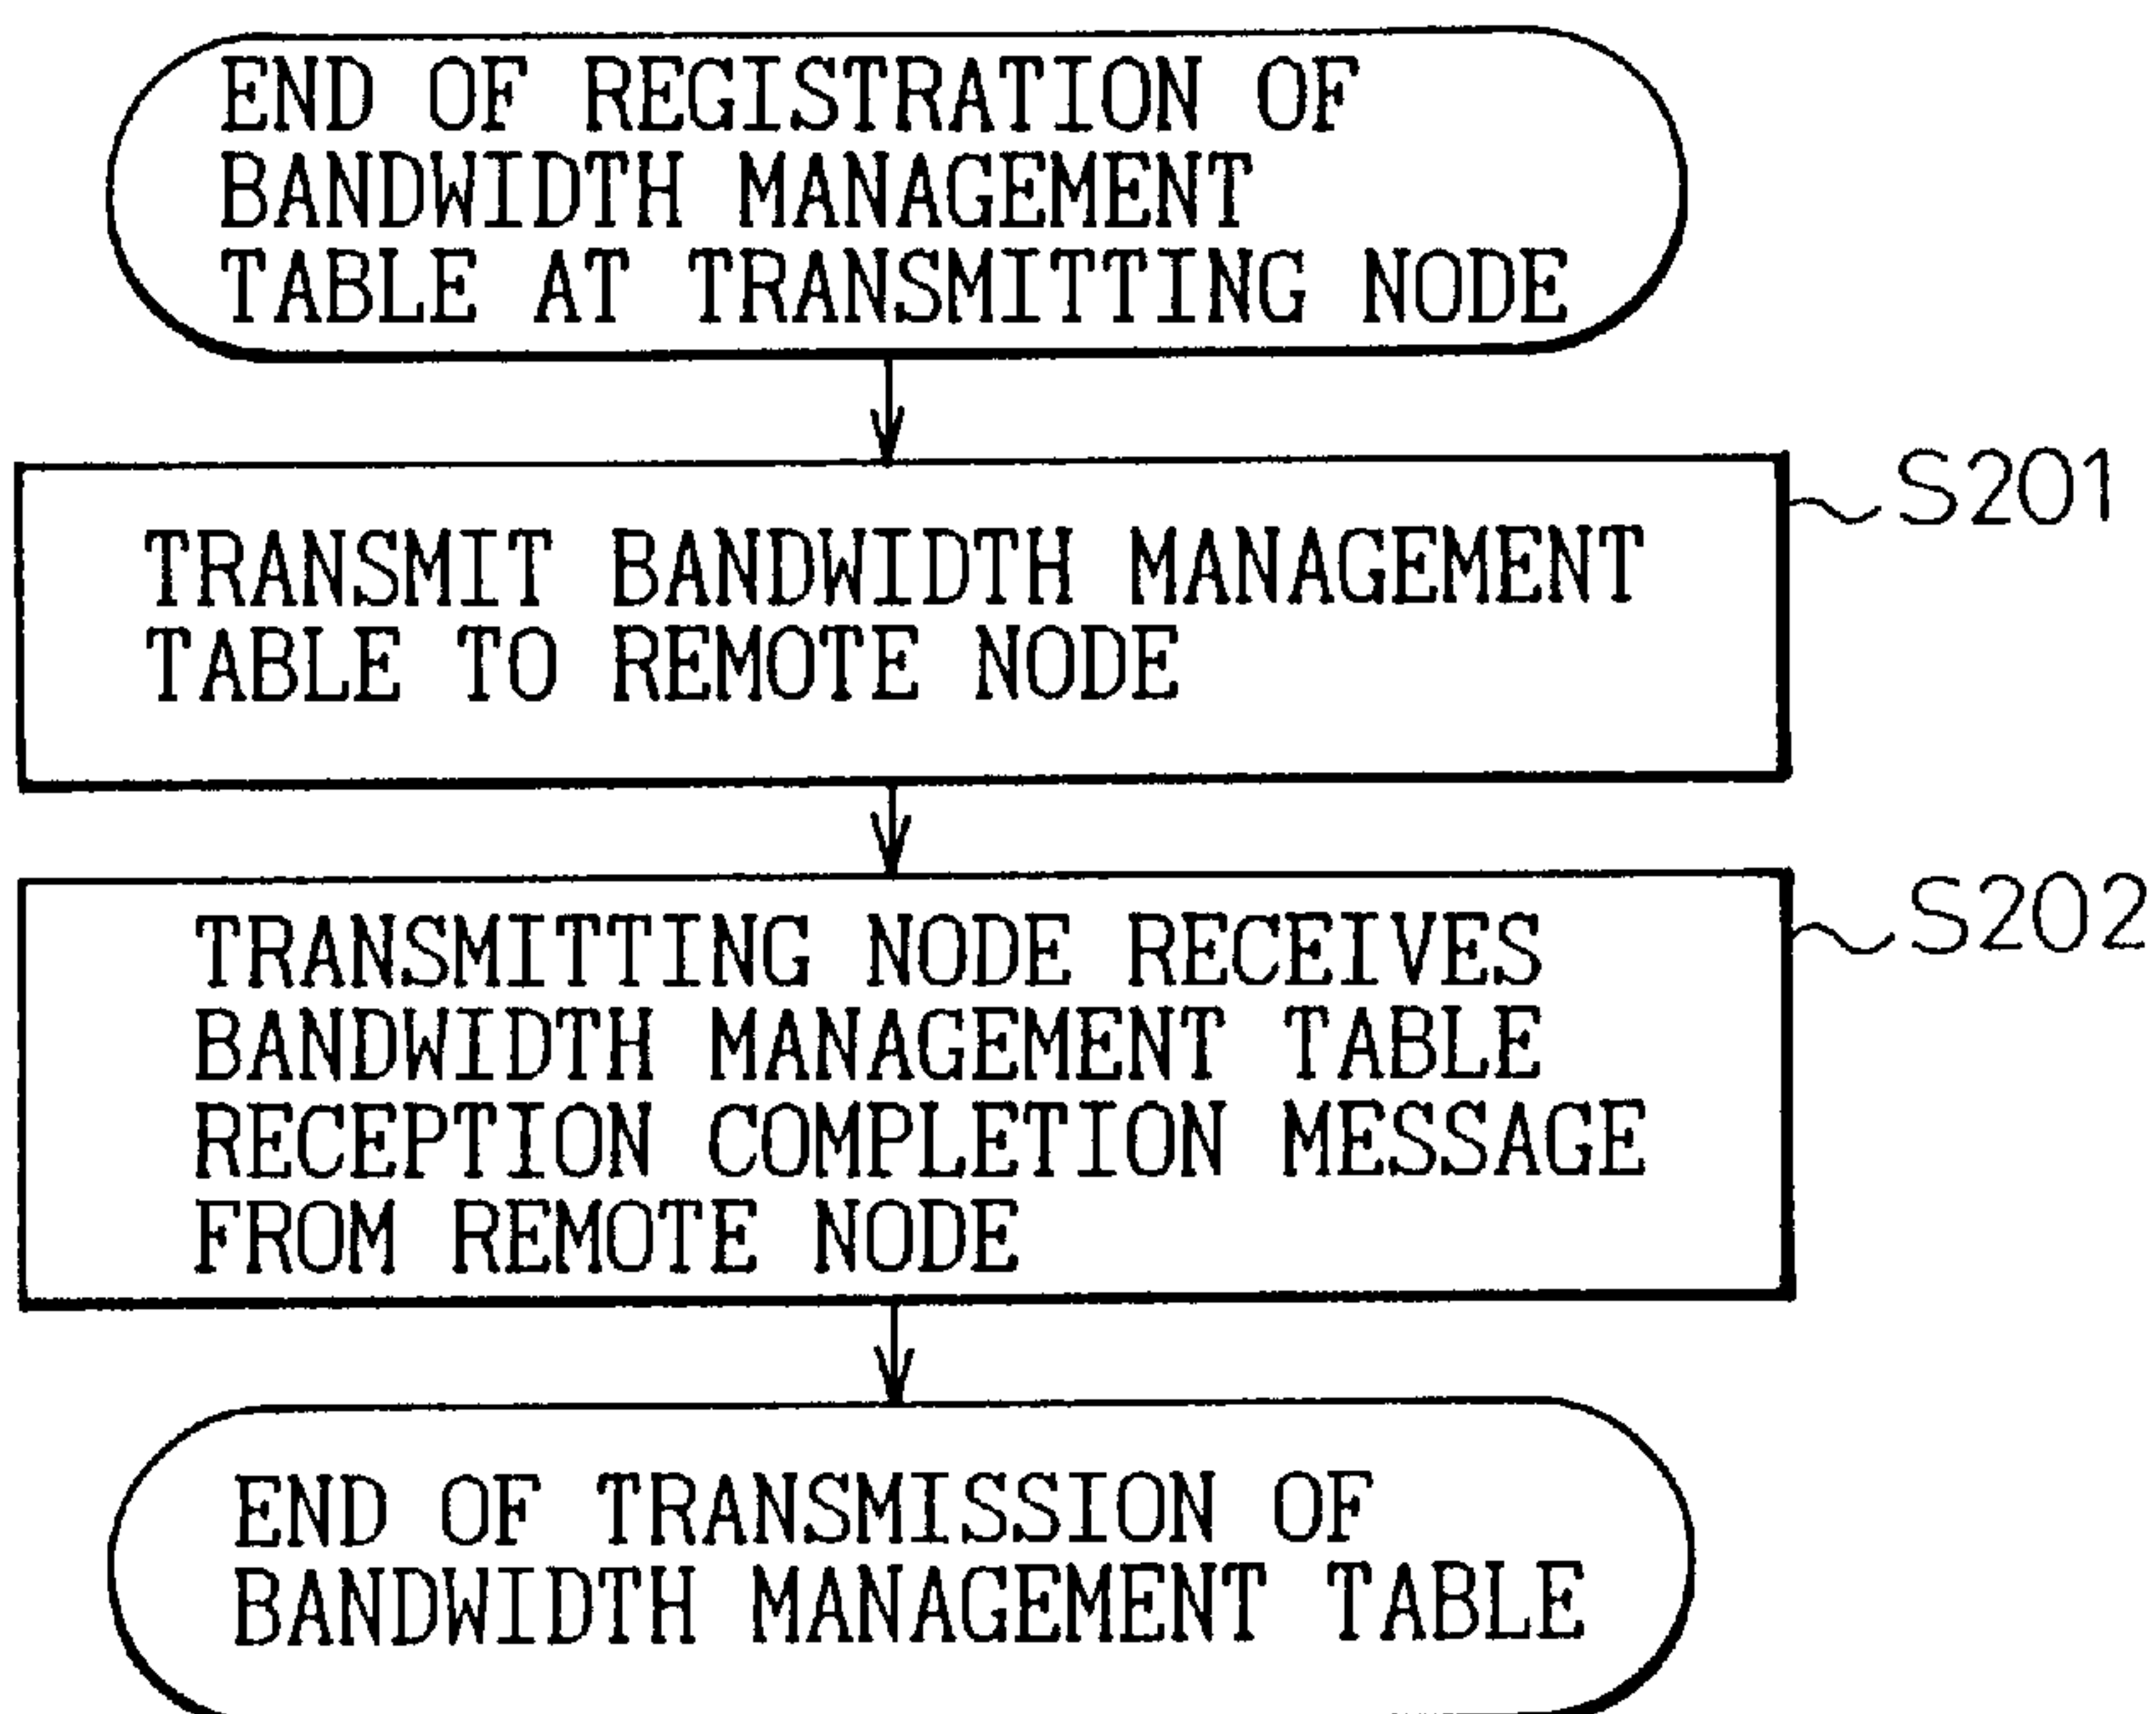 END OF REGISTRATION OF
BANDWIDTH MANAGEMENT
TABLE AT TRANSMITTING NODE
S201
TRANSMIT BANDWIDTH MANAGEMENT
TABLE TO REMOTE NODE
S202
TRANSMITTING NODE RECEIVES
BANDWIDTH MANAGEMENT TABLE
RECEPTION COMPLETION MESSAGE
FROM REMOTE NODE
END OF TRANSMISSION OF
BANDWIDTH MANAGEMENT TABLE